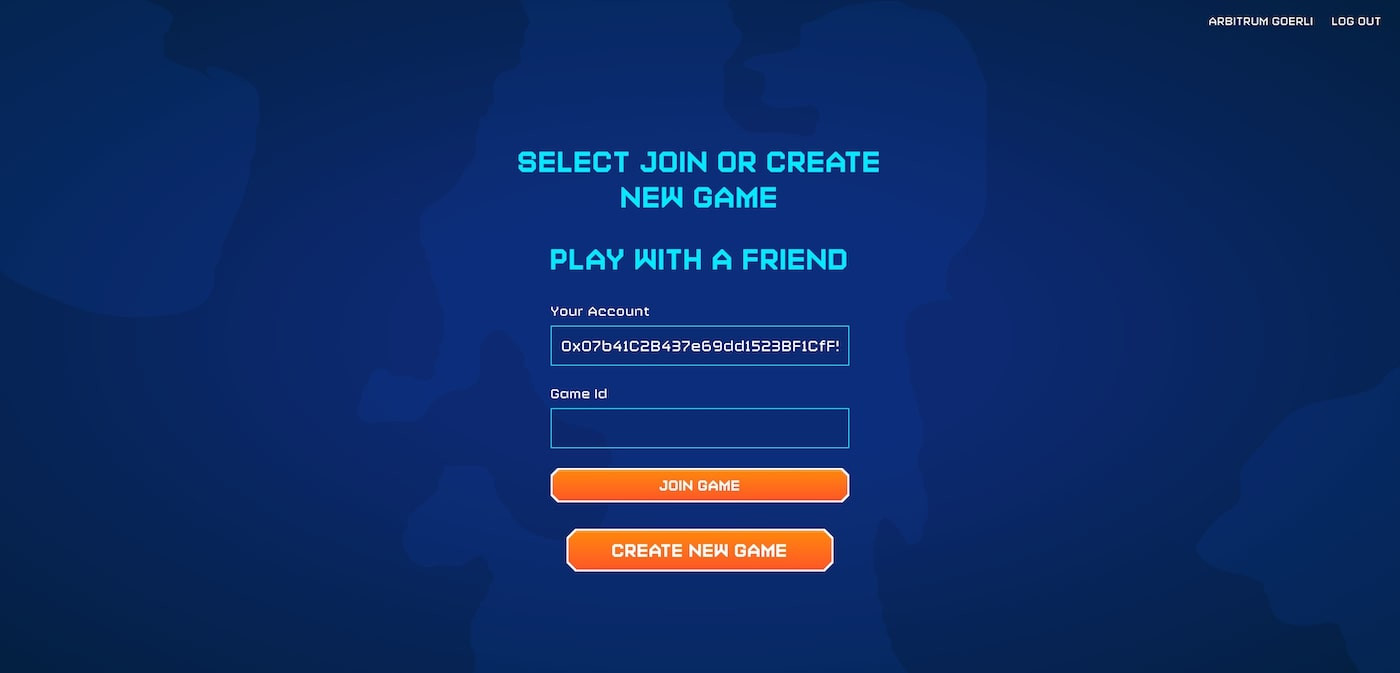 ARBITRUM GOERLI LOG OUT
SELECT JOIN OR CREATE
NEW GAME
PLAY WITH A FRIEND
Your Account
0x07b41C2B437e69dd1523BF1CfF
Game Id
JOIN GAME
CREATE NEW GAME